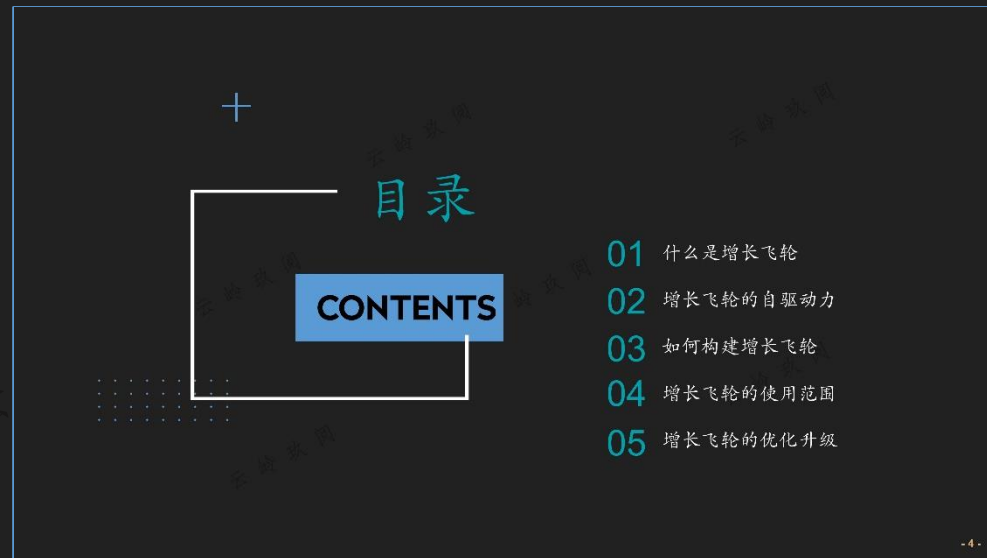 目录
CONTENTS
01 什么是增长飞轮
02 增长飞轮的自驱动力
03 如何构建增长飞轮
04 增长飞轮的使用范围
05 增长飞轮的优化升级
- 4 -